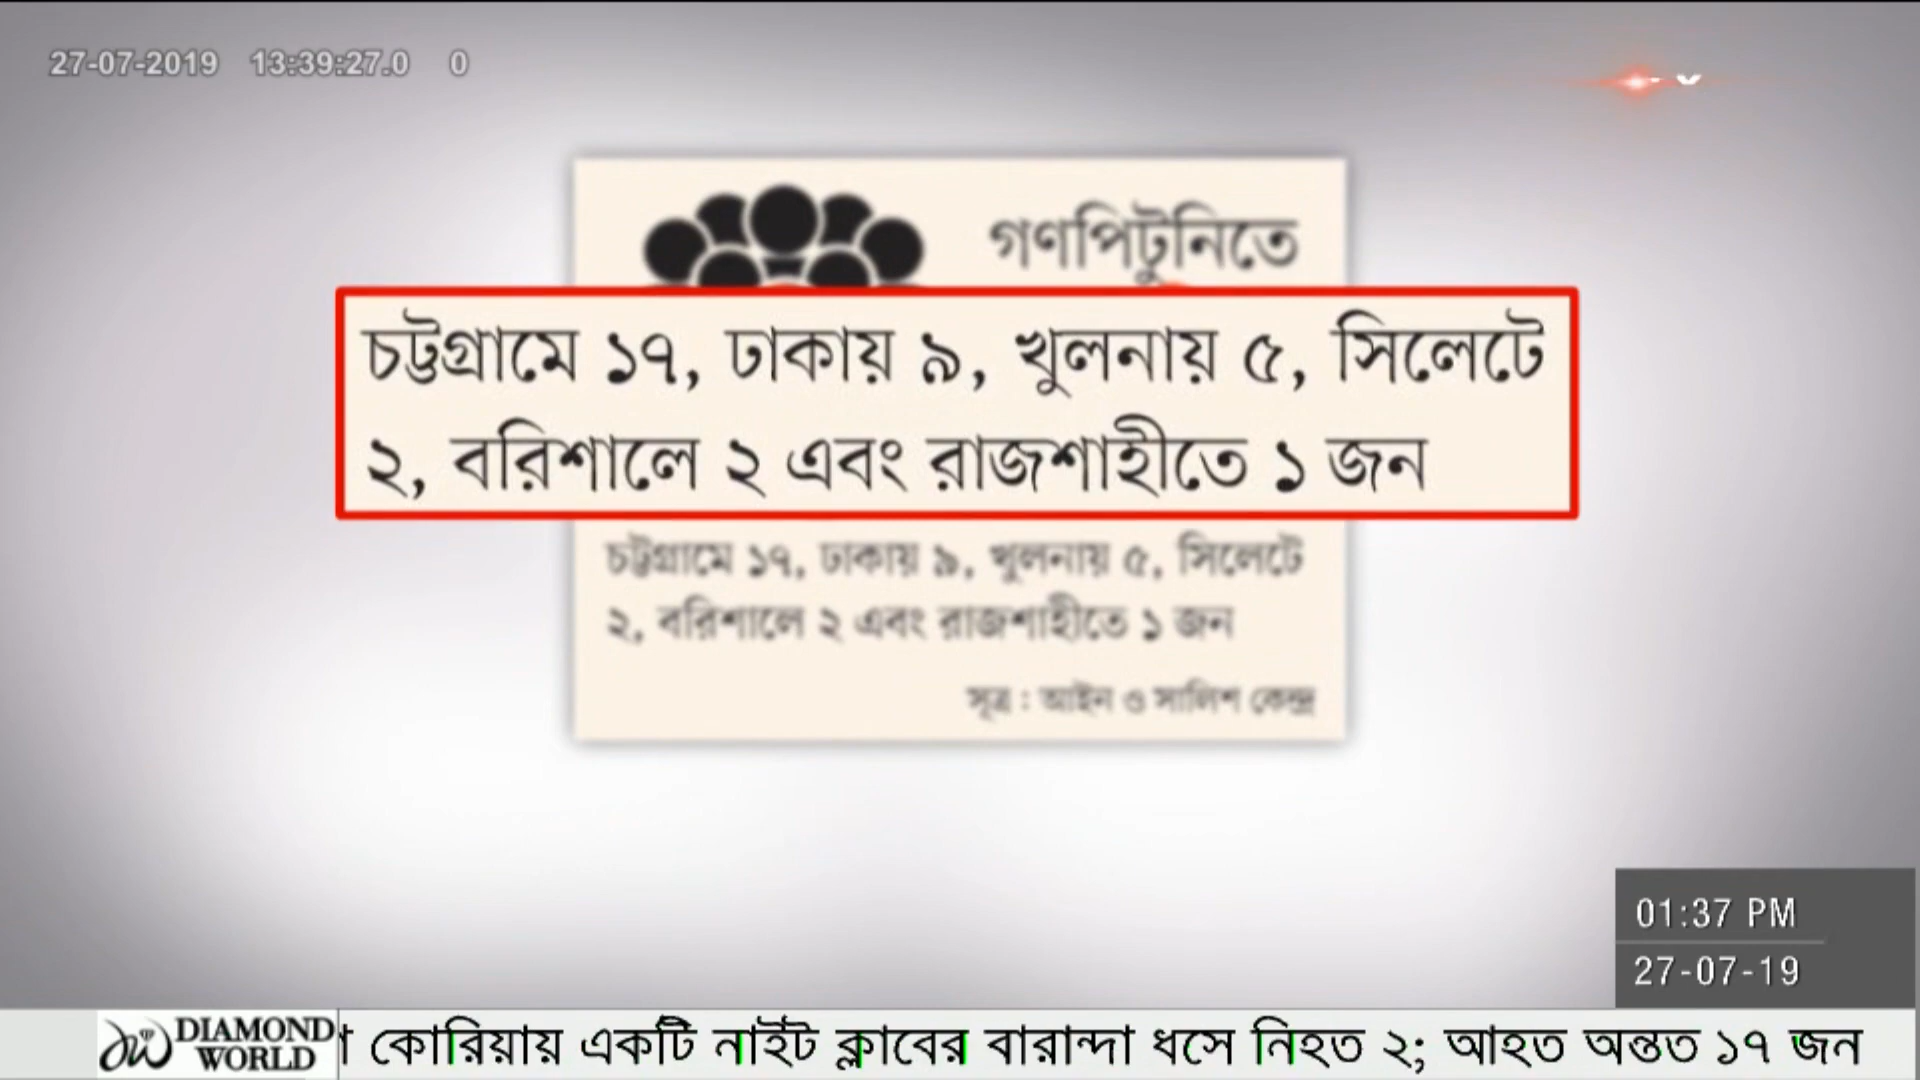 27-07-2019 13:39:27.0 0
গণপিটুনিতে
চট্টগ্রামে ১৭, ঢাকায় ৯, খুলনায় ৫, সিলেটে
২, বরিশালে ২ এবং রাজশাহীতে ১ জন
চট্টগ্রামে ১৭, ঢাকায় ৯, খুলনায় ৫, সিলেটে
২, বরিশালে ২ এবং রাজশাহীতে ১ জন
সূত্র : আইন ও সালিশ কেন্দ্র
01:37 PM
27-07-19
DIAMOND
WORLD
কোরিয়ায় একটি নাইট ক্লাবের বারান্দা ধসে নিহত ২; আহত অন্তত ১৭ জন